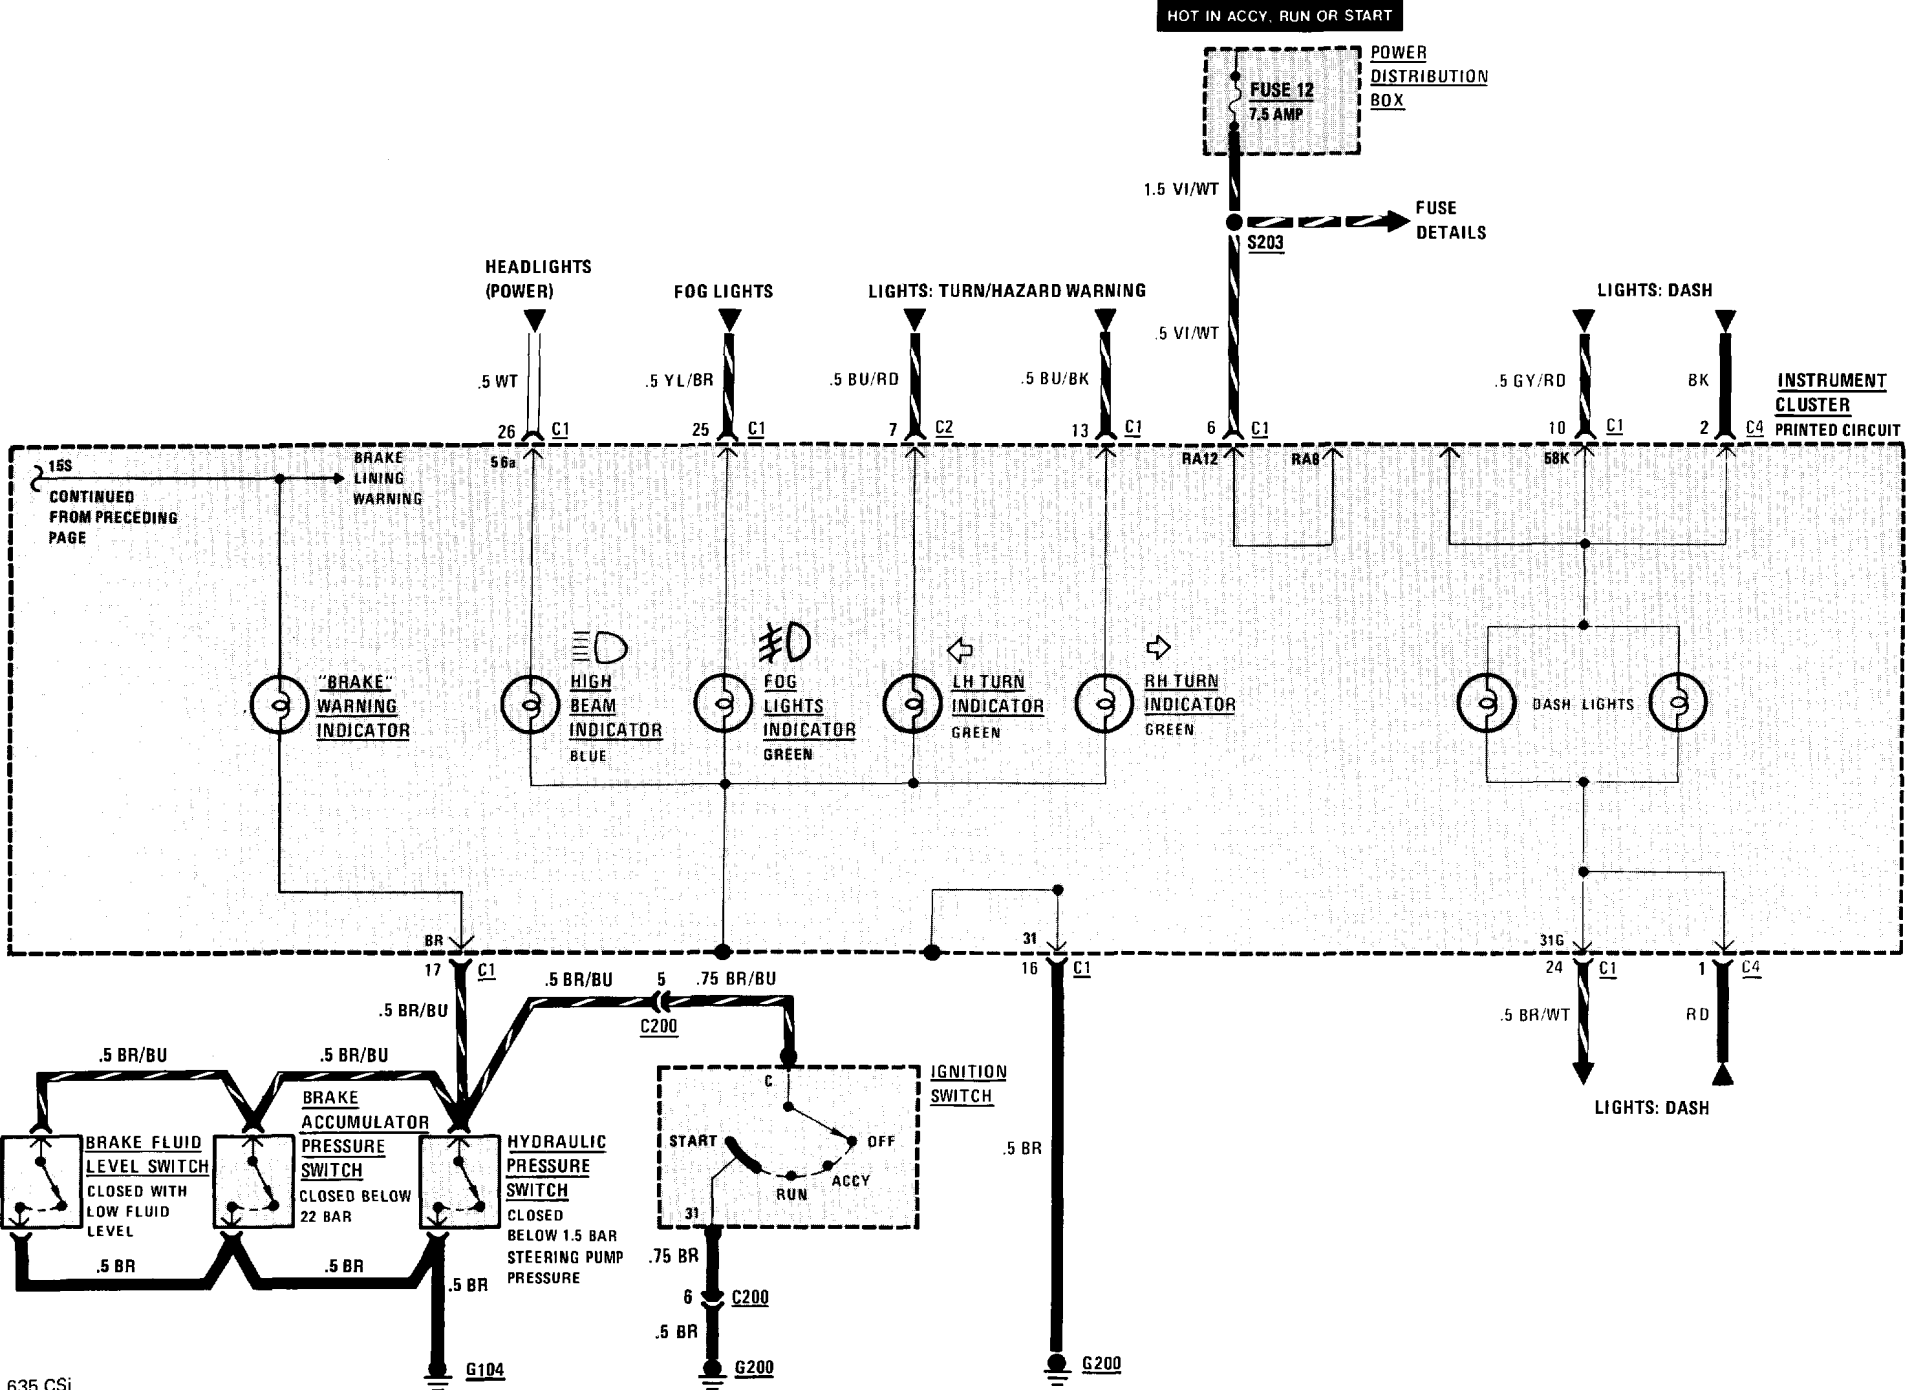 HOT IN ACCY, RUN OR START
POWER
DISTRIBUTION
BOX
FUSE 12
7.5 AMP
1.5 VI/WT
FUSE
DETAILS
S203
HEADLIGHTS
(POWER)
FOG LIGHTS
LIGHTS: TURN/HAZARD WARNING
LIGHTS: DASH
.5 VI/WT
.5 WT
.5 YL/BR
.5 BU/RD
.5 BU/BK
.5 GY/RD
BK
INSTRUMENT
CLUSTER
PRINTED CIRCUIT
26 C1
25 C1
7 C2
13 C1
6 C1
10 C1
2 C4
15S
CONTINUED
FROM PRECEDING
PAGE
BRAKE
LINING
WARNING
56a
RA12
RA8
58K
"BRAKE"
WARNING
INDICATOR
HIGH
BEAM
INDICATOR
BLUE
FOG
LIGHTS
INDICATOR
GREEN
LH TURN
INDICATOR
GREEN
RH TURN
INDICATOR
GREEN
DASH LIGHTS
BR
31
31G
17 C1
16 C1
24 C1
1 C4
.5 BR/BU
.5 BR/BU
5
.75 BR/BU
C200
.5 BR/WT
RD
LIGHTS: DASH
.5 BR/BU
.5 BR/BU
BRAKE FLUID
LEVEL SWITCH
CLOSED WITH
LOW FLUID
LEVEL
BRAKE
ACCUMULATOR
PRESSURE
SWITCH
CLOSED BELOW
22 BAR
HYDRAULIC
PRESSURE
SWITCH
CLOSED
BELOW 1.5 BAR
STEERING PUMP
PRESSURE
IGNITION
SWITCH
C
START
OFF
ACCY
RUN
31
.5 BR
.5 BR
.5 BR
.5 BR
.75 BR
6 C200
.5 BR
G104
G200
G200
635 CSi